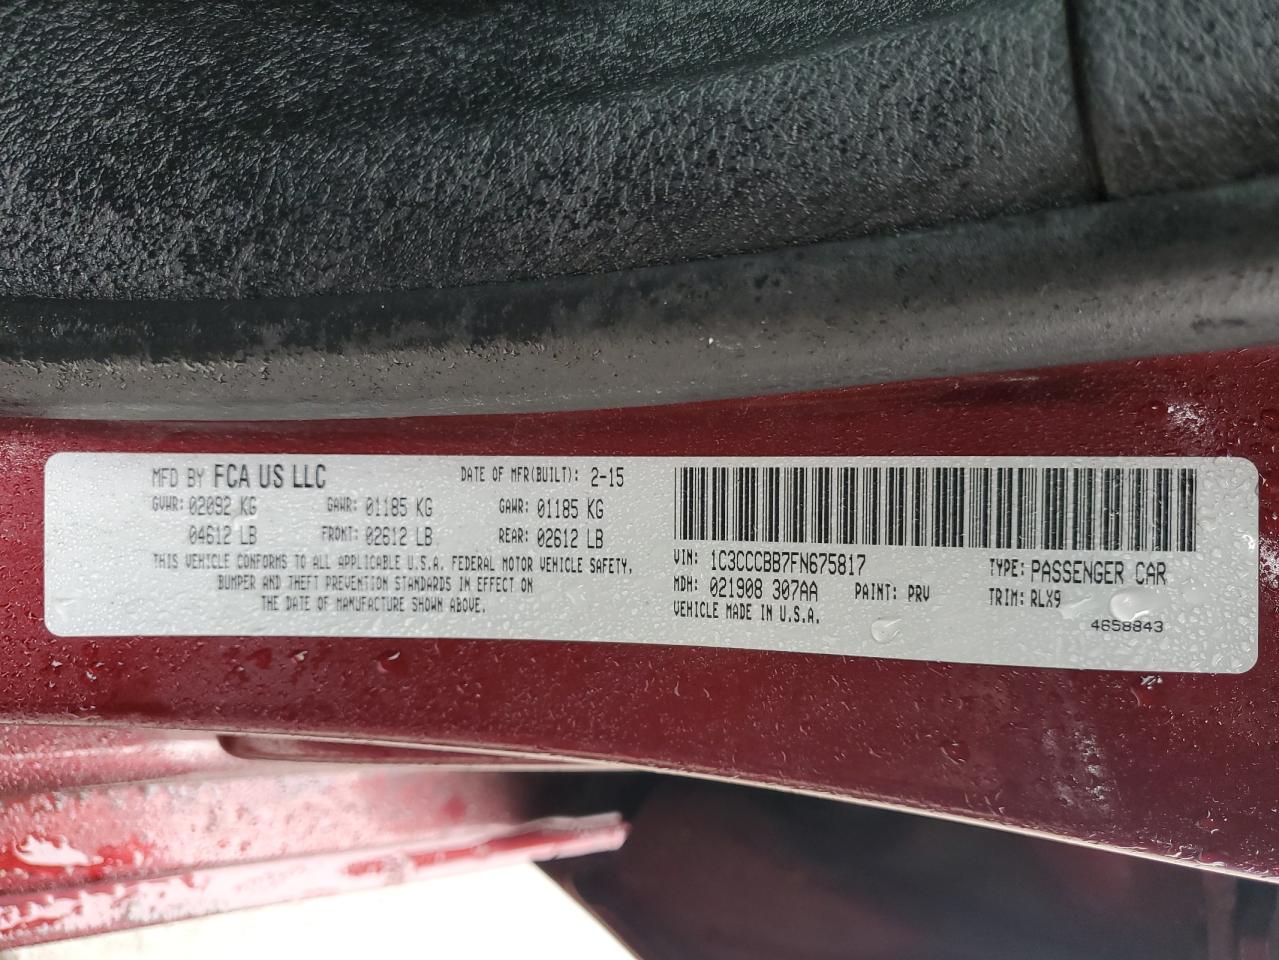 MFD BY FCA US LLC DATE OF MFR(BUILT): 2-15
GVWR: 02092 KG GAWR: 01185 KG GAWR: 01185 KG
04612 LB FRONT: 02612 LB REAR: 02612 LB
THIS VEHICLE CONFORMS TO ALL APPLICABLE U.S.A. FEDERAL MOTOR VEHICLE SAFETY,
BUMPER AND THEFT PREVENTION STANDARDS IN EFFECT ON
THE DATE OF MANUFACTURE SHOWN ABOVE.
VIN: 1C3CCCBB7FN675817 TYPE: PASSENGER CAR
MDH: 021908 307AA PAINT: PRV TRIM: RLX9
VEHICLE MADE IN U.S.A.
4658843